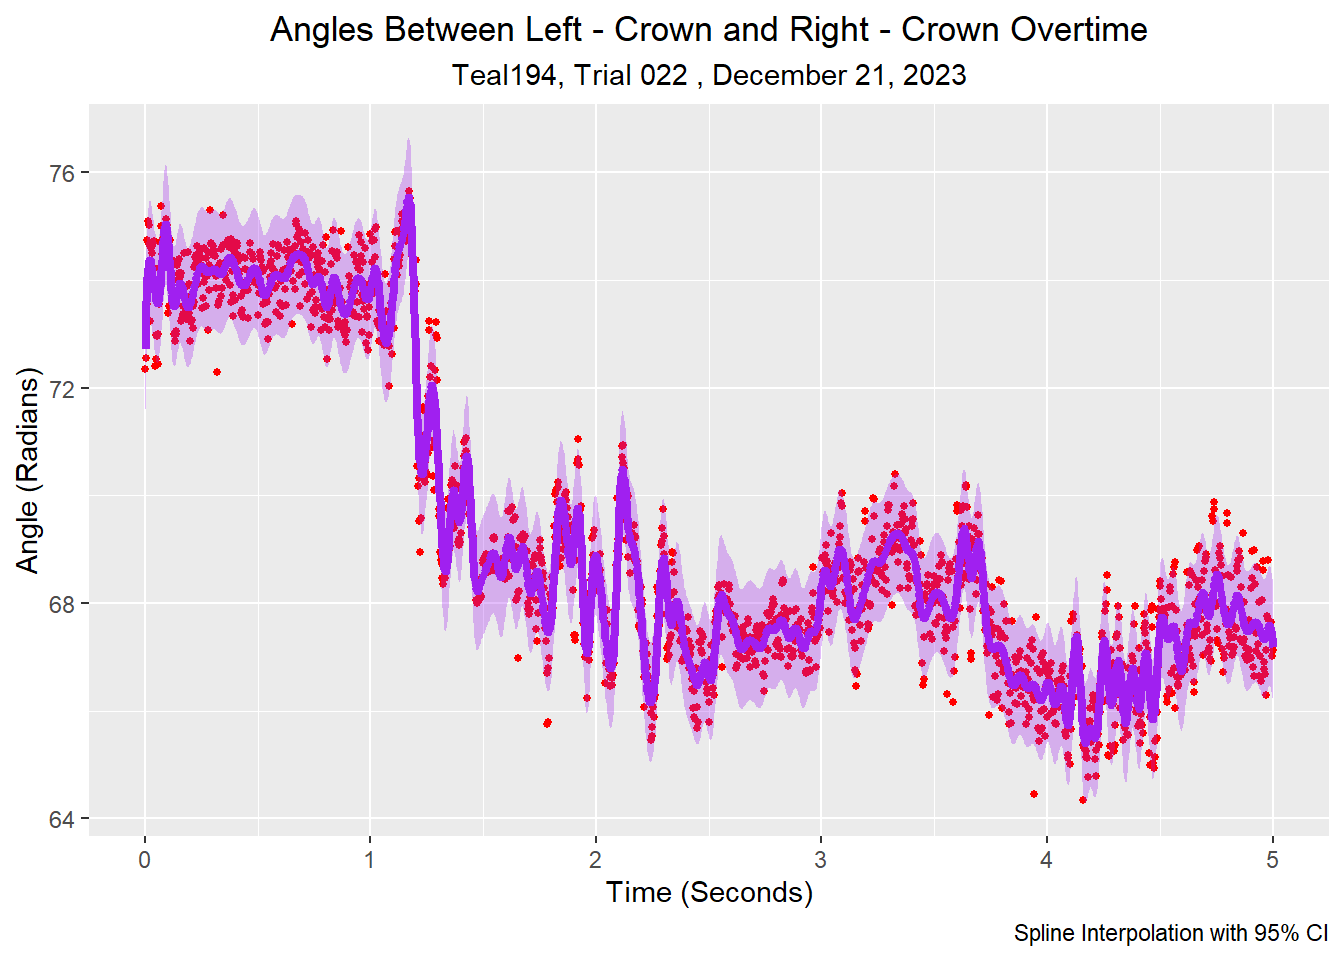 Angles Between Left - Crown and Right - Crown Overtime
Teal194, Trial 022 , December 21, 2023
Angle (Radians)
76
72
68
64
0 1 2 3 4 5
Time (Seconds)
Spline Interpolation with 95% CI